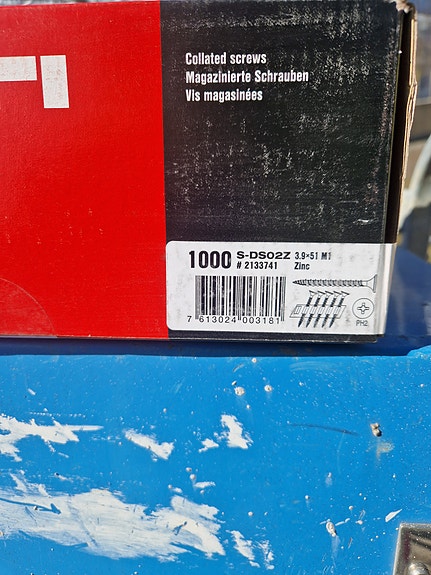 Collated screws
Magazinierte Schrauben
Vis magasinées
1000 S-DS02Z 3.9×51 M1
# 2133741 Zinc
7 613024 003181
PH2